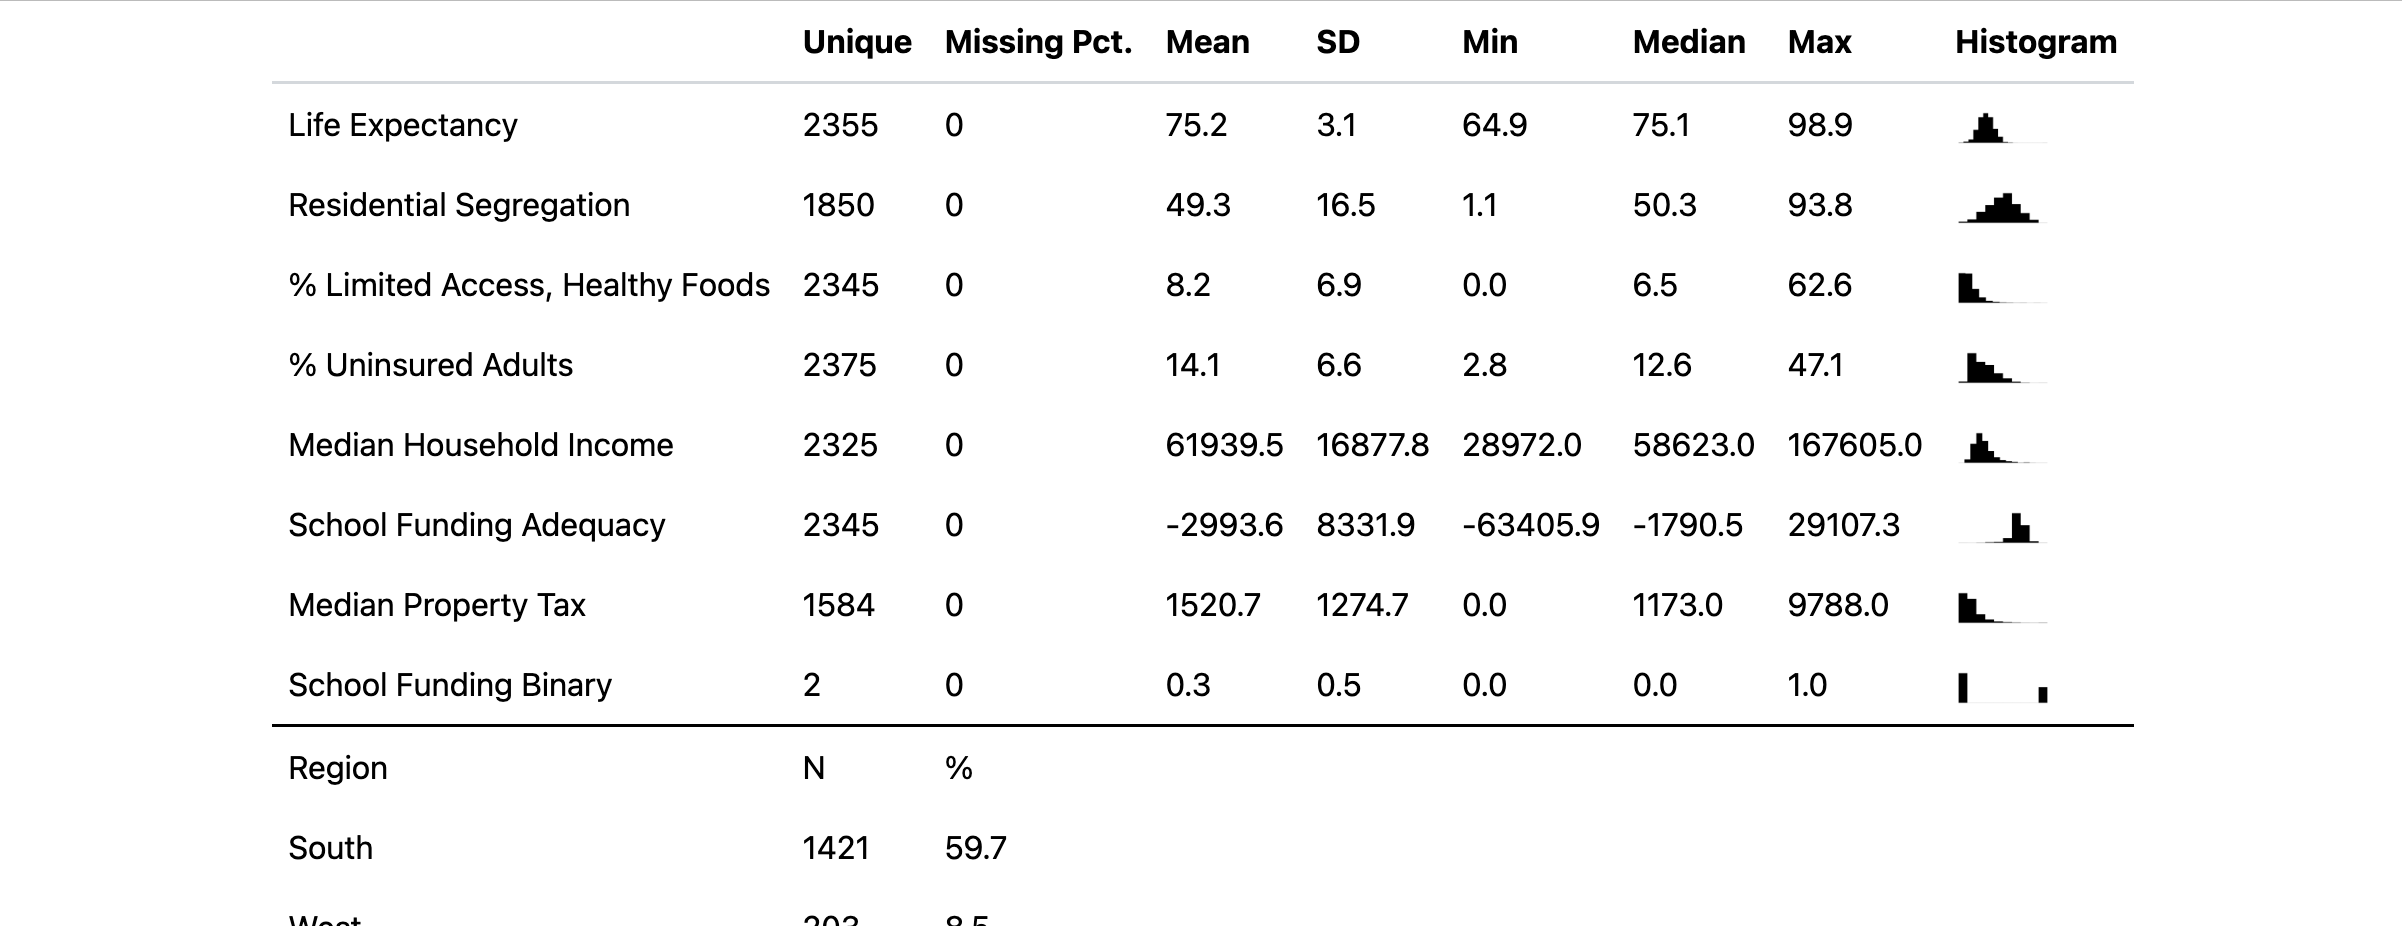 Unique Missing Pct. Mean SD Min Median Max Histogram
Life Expectancy 2355 0 75.2 3.1 64.9 75.1 98.9
Residential Segregation 1850 0 49.3 16.5 1.1 50.3 93.8
% Limited Access, Healthy Foods 2345 0 8.2 6.9 0.0 6.5 62.6
% Uninsured Adults 2375 0 14.1 6.6 2.8 12.6 47.1
Median Household Income 2325 0 61939.5 16877.8 28972.0 58623.0 167605.0
School Funding Adequacy 2345 0 -2993.6 8331.9 -63405.9 -1790.5 29107.3
Median Property Tax 1584 0 1520.7 1274.7 0.0 1173.0 9788.0
School Funding Binary 2 0 0.3 0.5 0.0 0.0 1.0
Region N %
South 1421 59.7
West 203 8.5